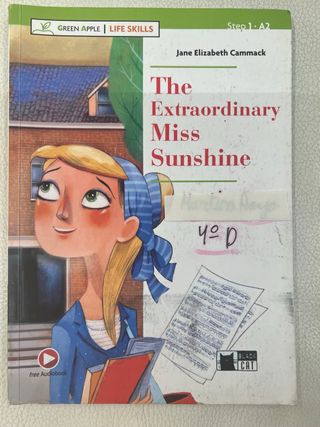 GREEN APPLE | LIFE SKILLS
Step 1 · A2
Jane Elizabeth Cammack
The
Extraordinary
Miss
Sunshine
4º D
free Audiobook
BLACK
CAT